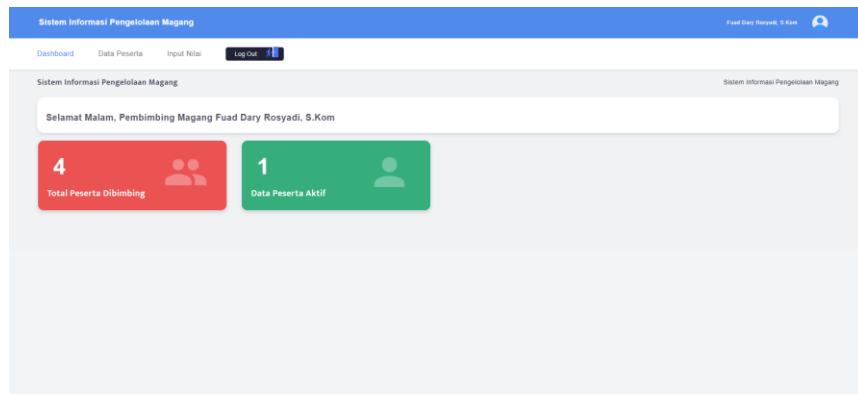 Sistem Informasi Pengelolaan Magang
Fuad Dary Rosyadi, S.Kom
Dashboard Data Peserta Input Nilai Log Out
Sistem Informasi Pengelolaan Magang
Sistem Informasi Pengelolaan Magang
Selamat Malam, Pembimbing Magang Fuad Dary Rosyadi, S.Kom
4
Total Peserta Dibimbing
1
Data Peserta Aktif